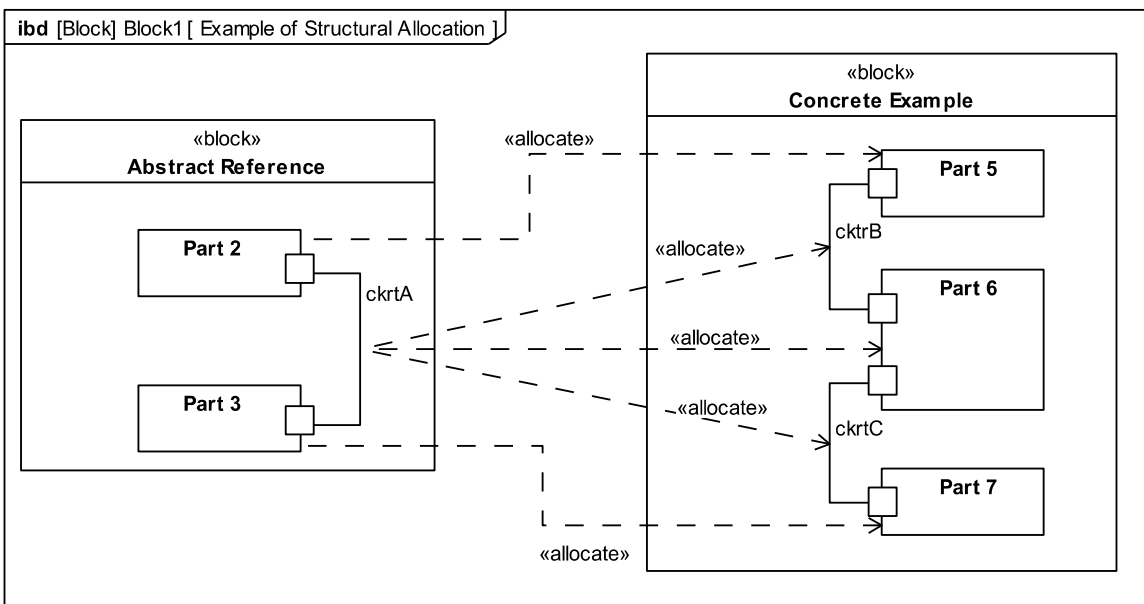 ibd [Block] Block1 [ Example of Structural Allocation ]
«block»
Abstract Reference
Part 2
ckrtA
Part 3
«allocate»
«allocate»
«allocate»
«allocate»
«allocate»
«block»
Concrete Example
Part 5
cktrB
Part 6
ckrtC
Part 7